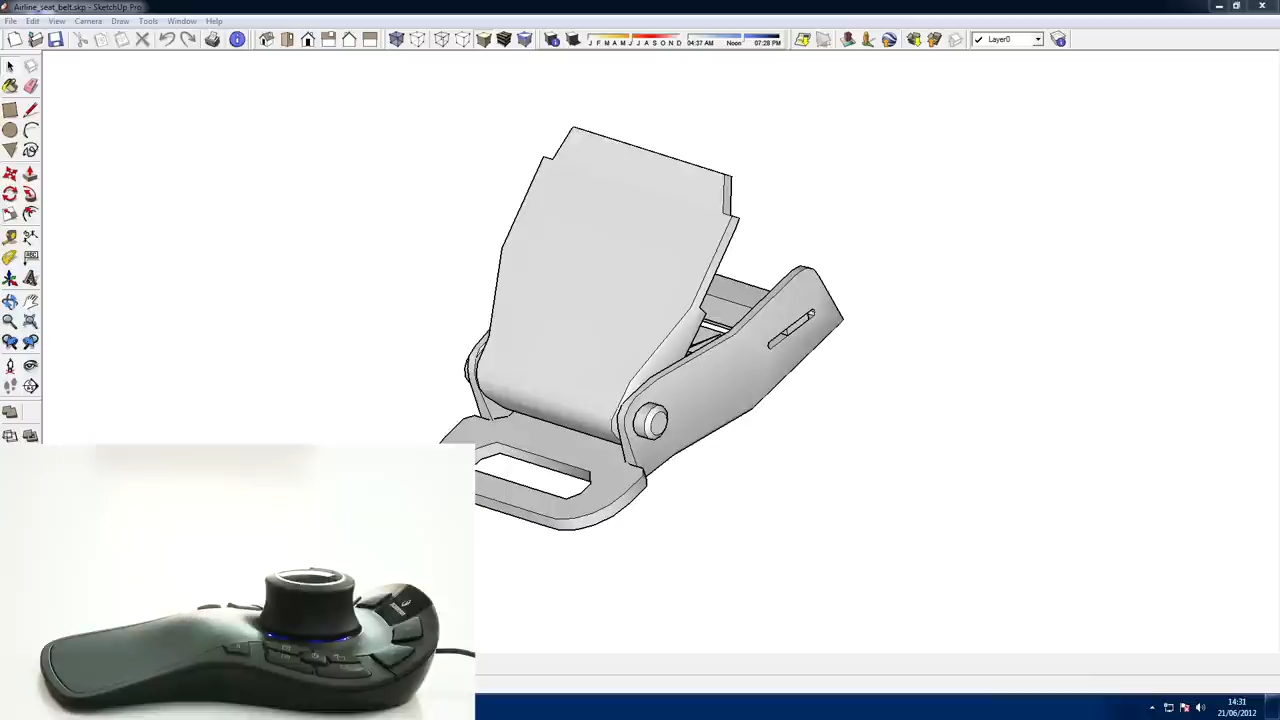 Airline_seat_belt.skp - SketchUp Pro
File Edit View Camera Draw Tools Window Help
J F M A M J J A S O N D 04:37 AM Noon 07:28 PM Layer0
14:31
21/06/2012